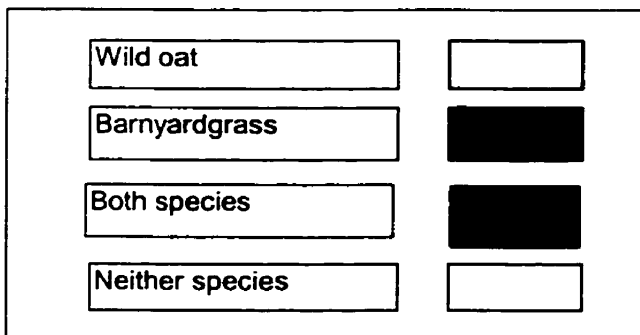 Wild oat
Barnyardgrass
Both species
Neither species